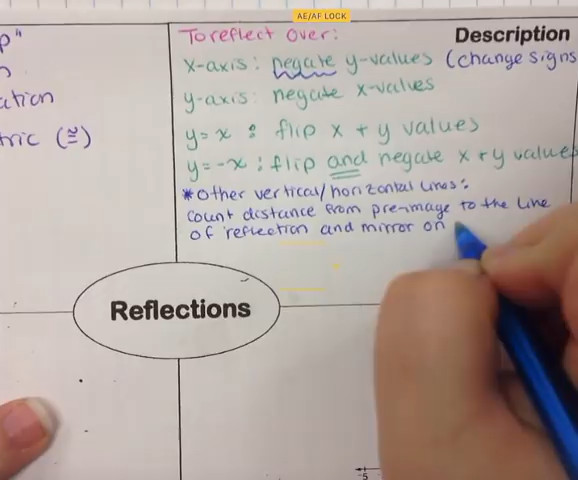 AE/AF LOCK
p"
To reflect over:
Description
x-axis: negate y-values (change signs
y-axis: negate x-values
ation
y=x : flip x + y values
tric (≅)
y=-x : flip and negate x + y values
*Other vertical/horizontal lines:
count distance from pre-image to the line
of reflection and mirror on
Reflections
-5